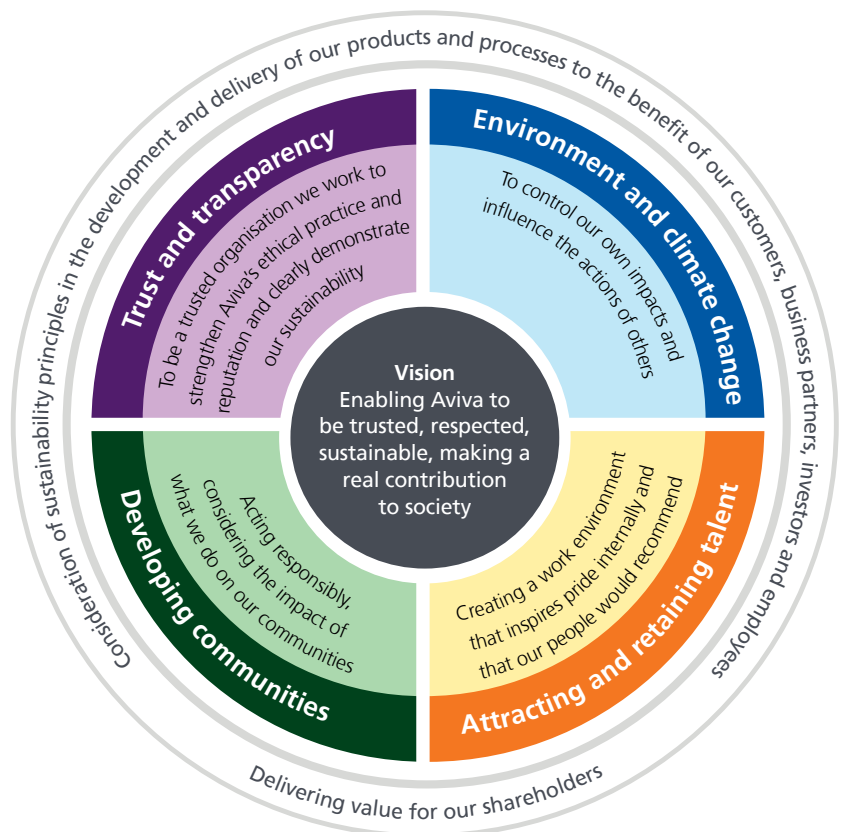 Consideration of sustainability principles in the development and delivery of our products and processes to the benefit of our customers, business partners, investors and employees
Trust and transparency
To be a trusted organisation we work to
strengthen Aviva's ethical practice and
reputation and clearly demonstrate
our sustainability
Environment and climate change
To control our own impacts and
influence the actions of others
Vision
Enabling Aviva to
be trusted, respected,
sustainable, making a
real contribution
to society
Developing communities
Acting responsibly,
considering the impact of
what we do on our communities
Attracting and retaining talent
Creating a work environment
that inspires pride internally and
that our people would recommend
Delivering value for our shareholders